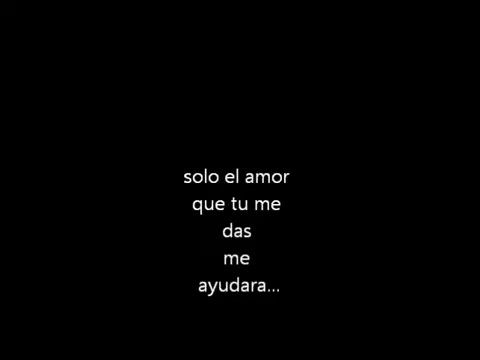 solo el amor
que tu me
das
me
ayudara...